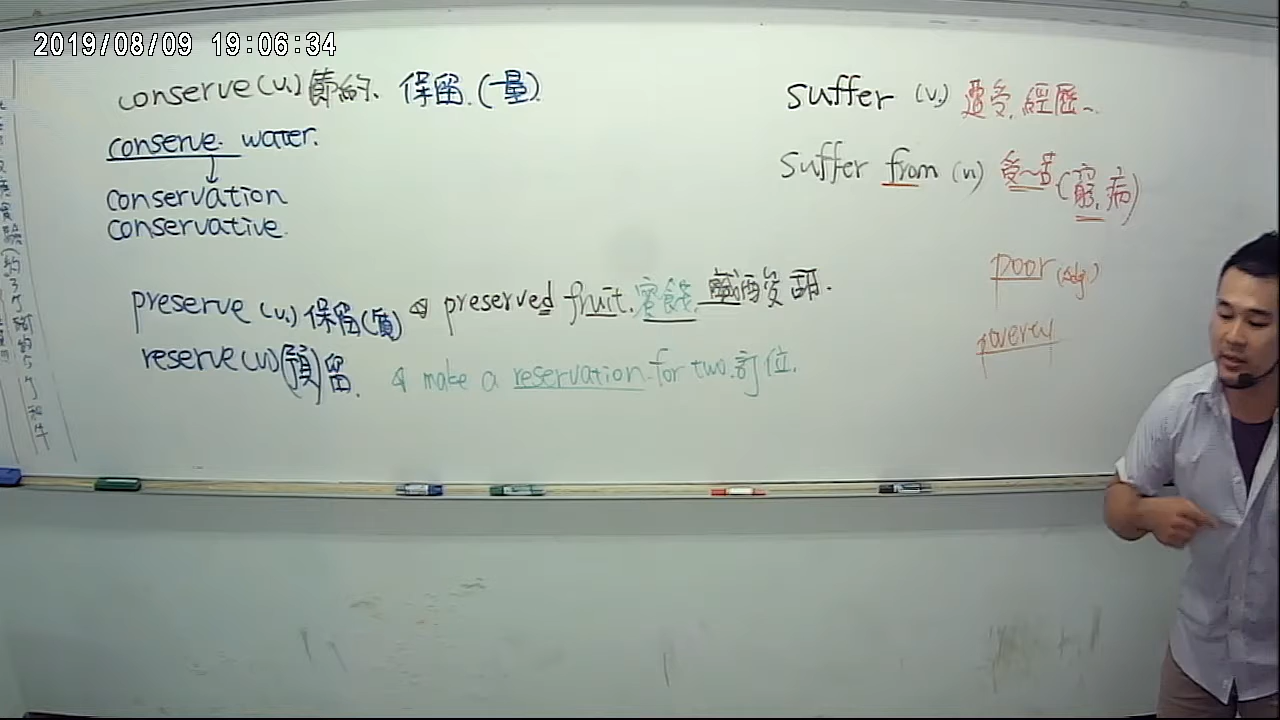 2019/08/09 19:06:34
conserve (v.) 節約、保留.(量)
conserve water.
conservation
conservative.
preserve (v.) 保留(質) preserved fruit. 蜜餞.
reserve (v.) (預)留. make a reservation for two. 訂位.
suffer (v.) 遭受, 經歷~
suffer from (n) 受~苦 (窮, 病)
poor (adj.)